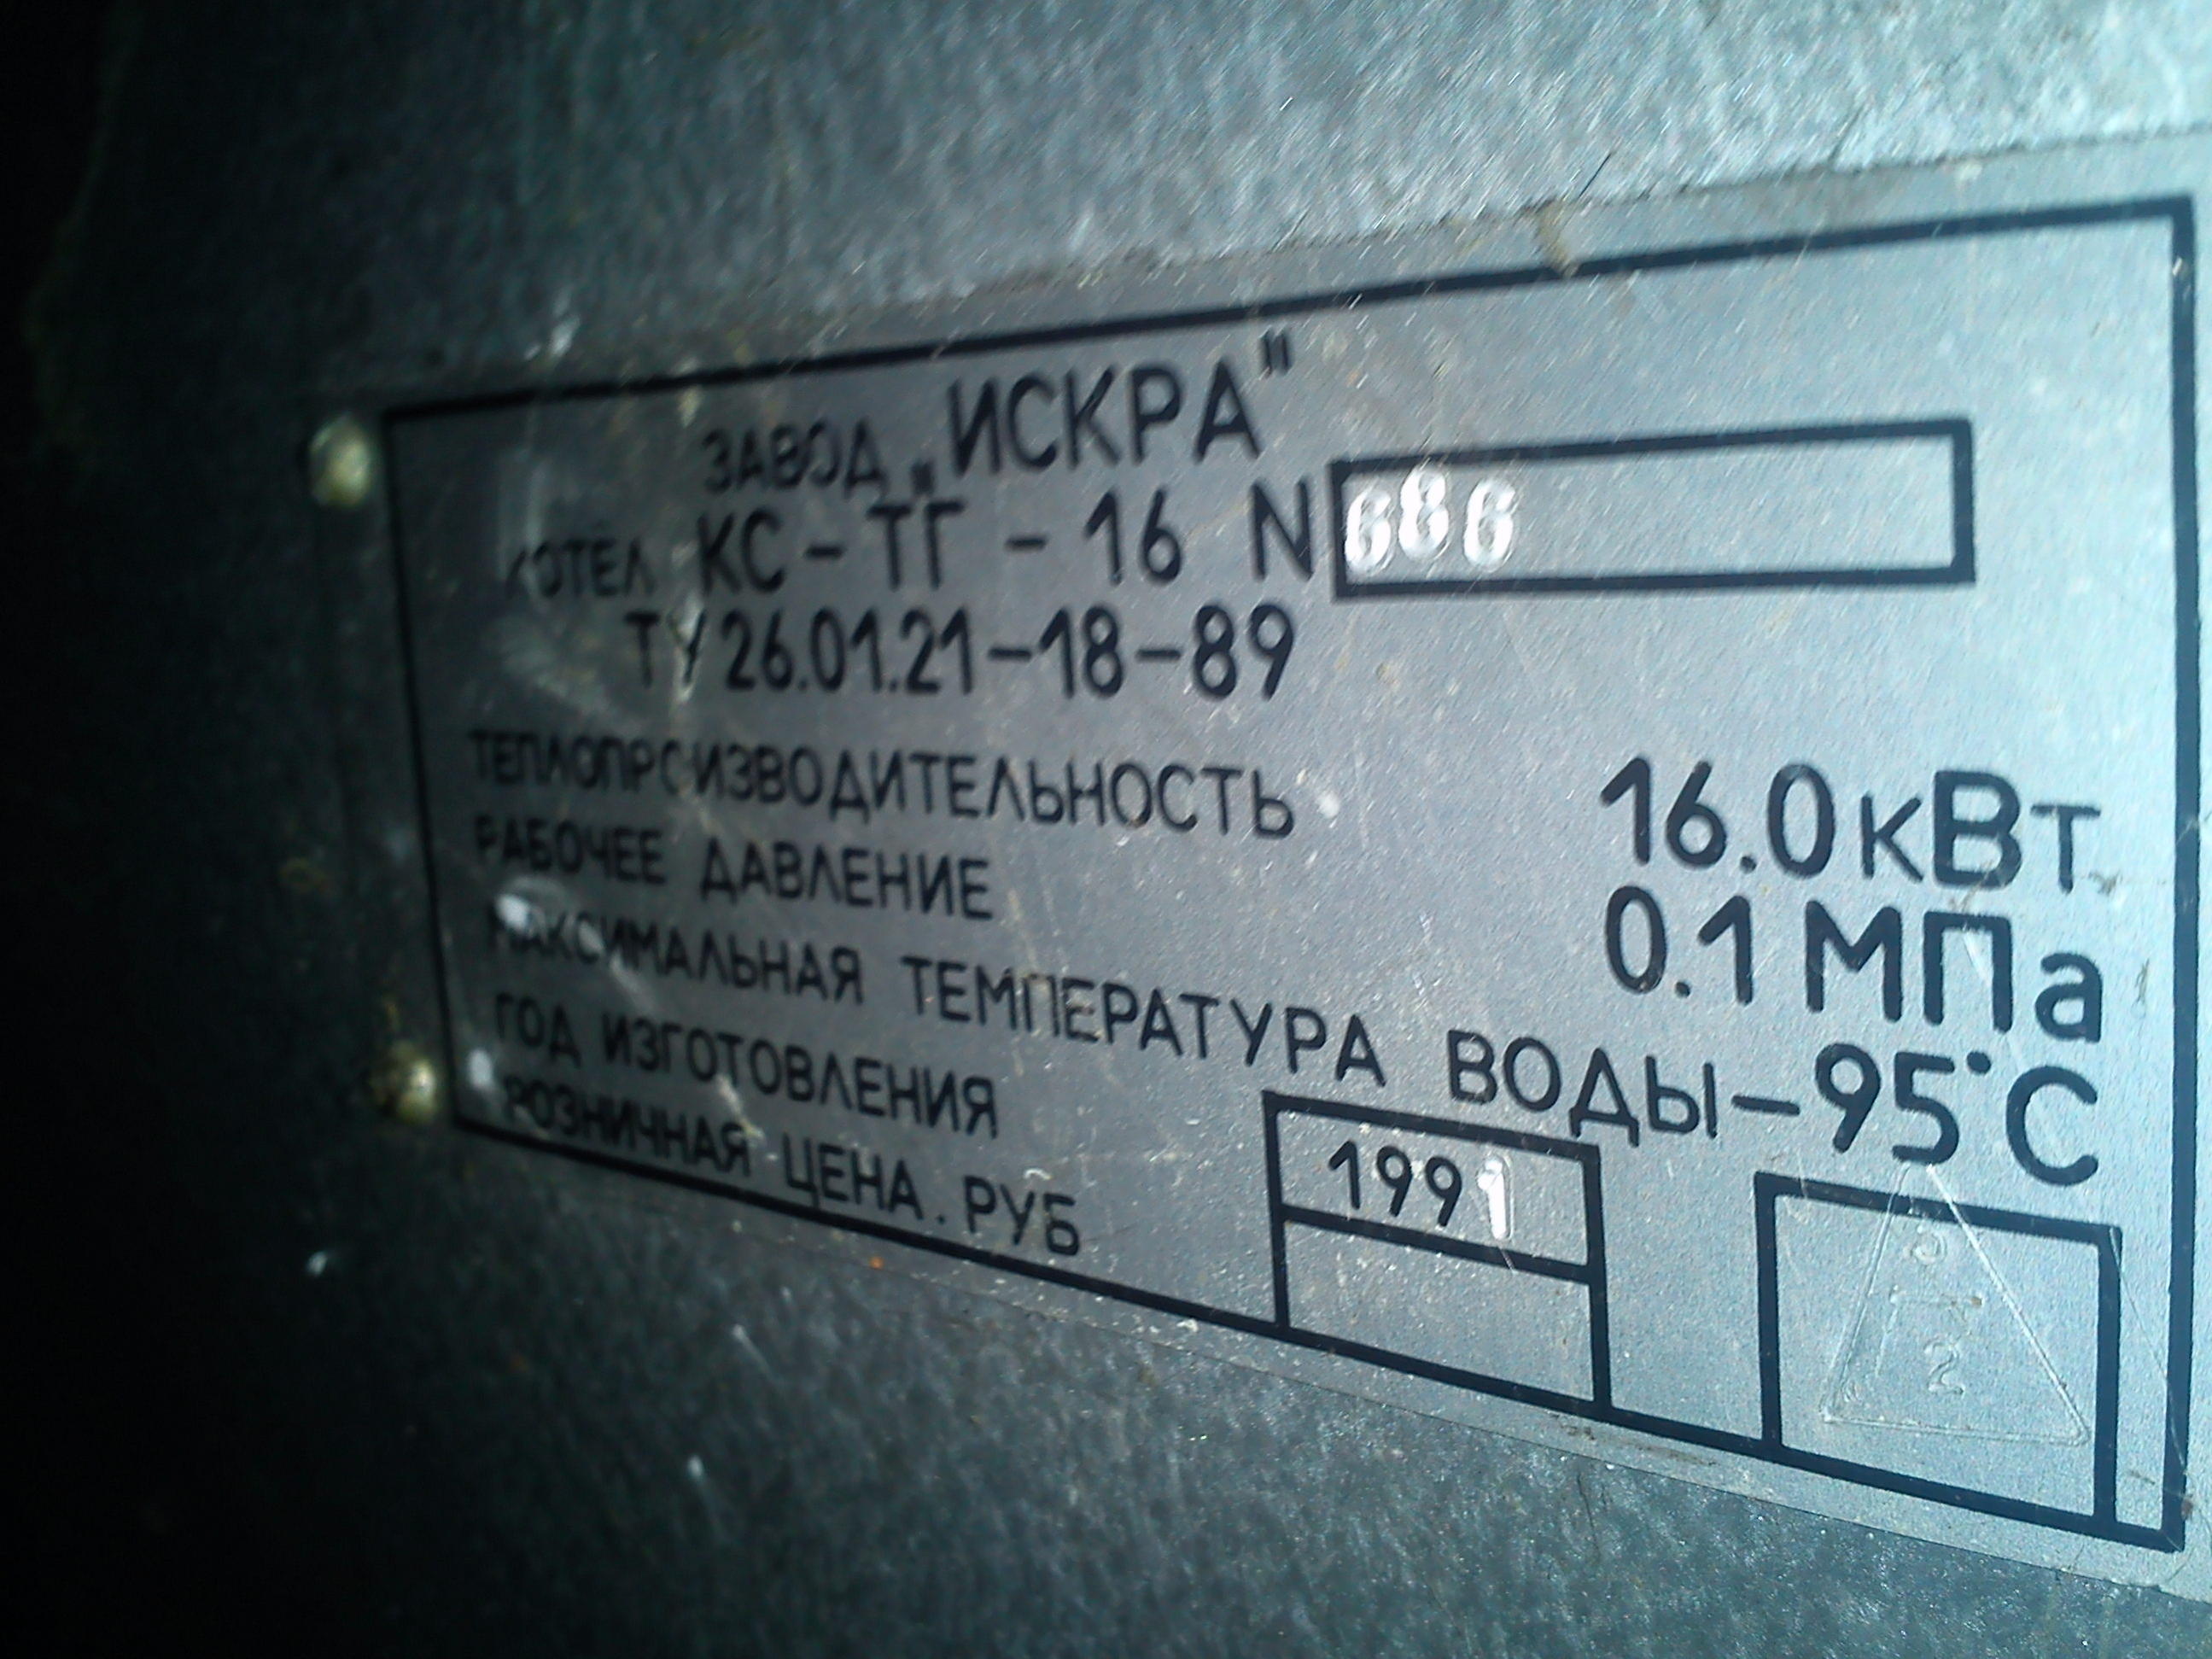 ЗАВОД „ИСКРА"
КОТЕЛ КС-ТГ-16 N 686
ТУ 26.01.21-18-89
ТЕПЛОПРОИЗВОДИТЕЛЬНОСТЬ 16.0 кВт
РАБОЧЕЕ ДАВЛЕНИЕ 0.1 МПа
МАКСИМАЛЬНАЯ ТЕМПЕРАТУРА ВОДЫ-95°С
ГОД ИЗГОТОВЛЕНИЯ 1991
РОЗНИЧНАЯ ЦЕНА. РУБ
2